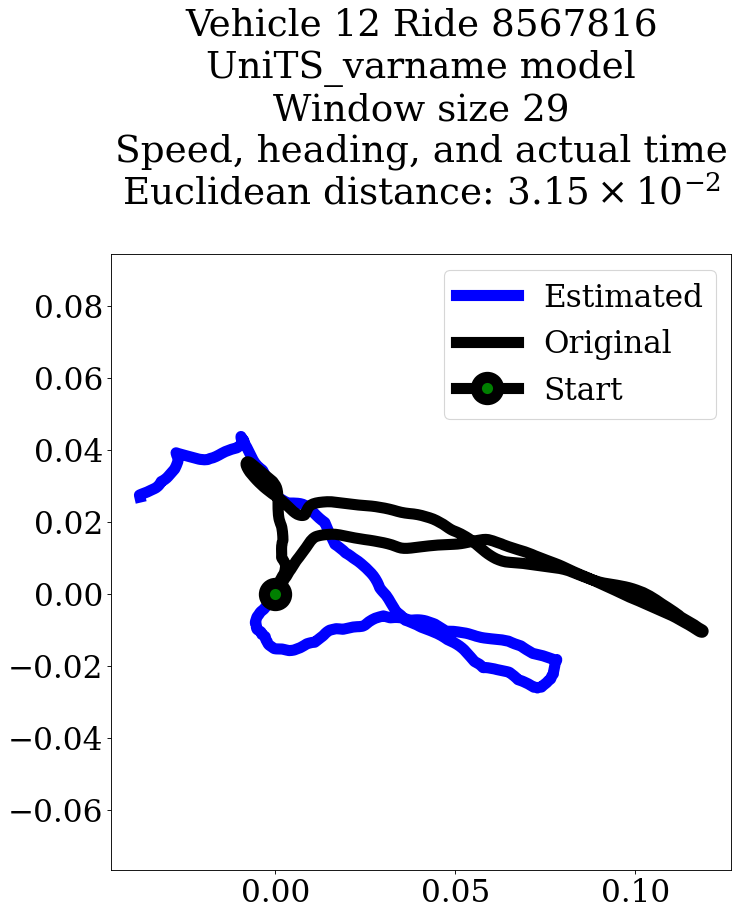 Vehicle 12 Ride 8567816
UniTS_varname model
Window size 29
Speed, heading, and actual time
Euclidean distance: 3.15 × 10⁻²
Estimated
Original
Start
0.08
0.06
0.04
0.02
0.00
−0.02
−0.04
−0.06
0.00 0.05 0.10